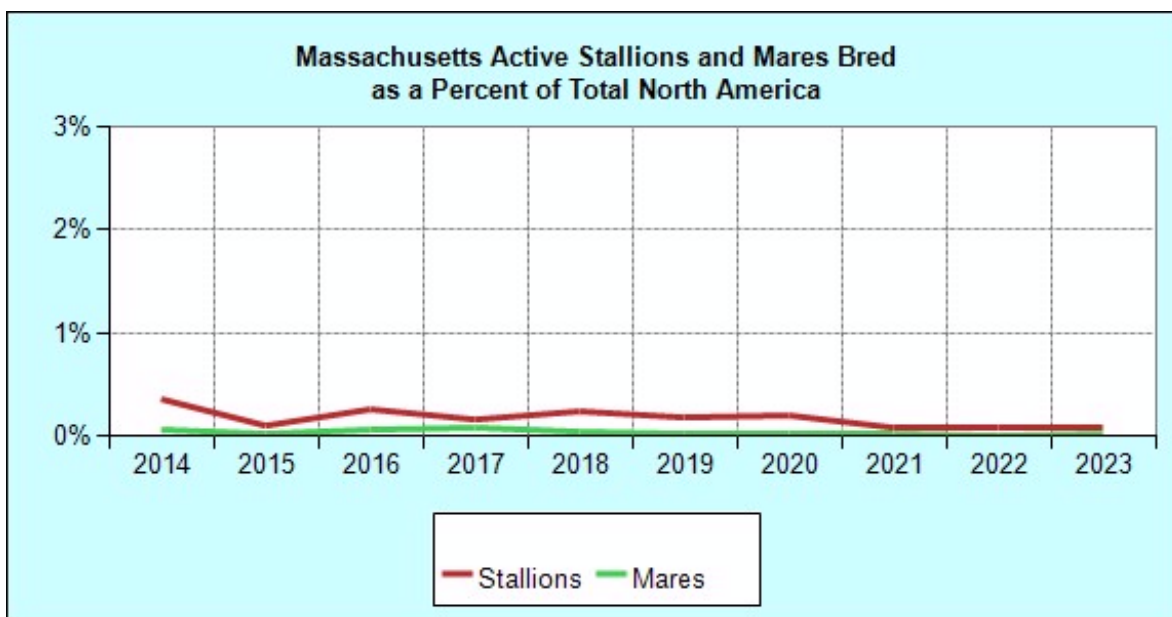 Massachusetts Active Stallions and Mares Bred
as a Percent of Total North America
3%
2%
1%
0%
2014 2015 2016 2017 2018 2019 2020 2021 2022 2023
Stallions Mares